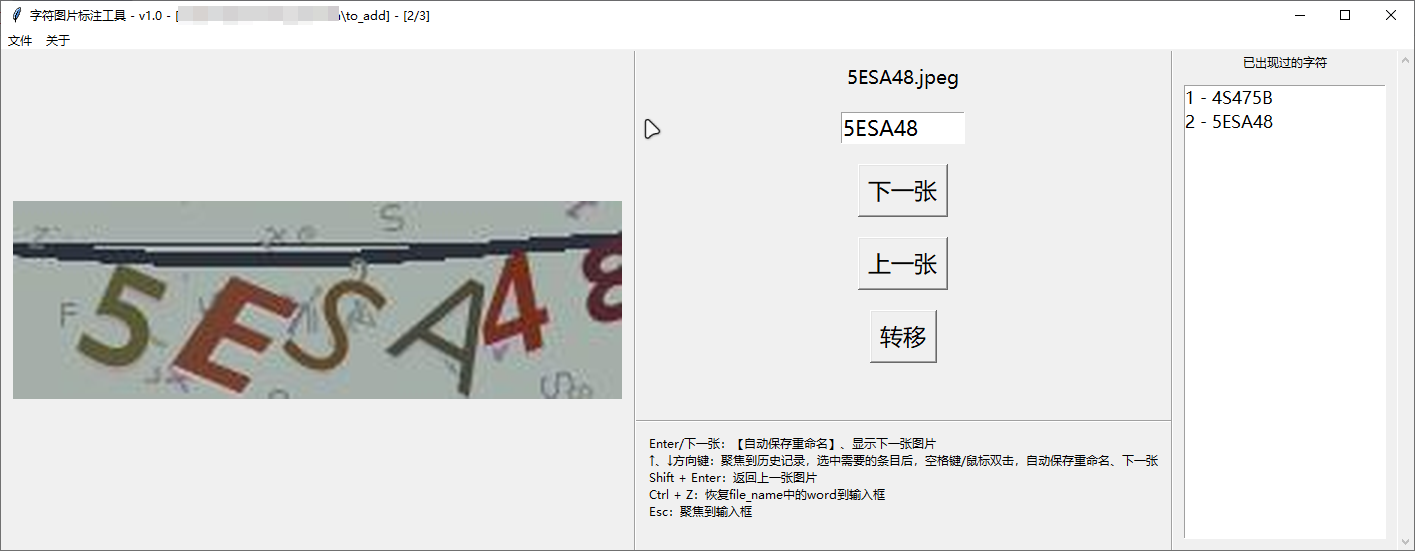 字符图片标注工具 - v1.0 - [ \to_add] - [2/3]
文件 关于
5ESA48
5ESA48.jpeg
5ESA48
下一张
上一张
转移
Enter/下一张：【自动保存重命名】、显示下一张图片
↑、↓方向键：聚焦到历史记录，选中需要的条目后，空格键/鼠标双击，自动保存重命名、下一张
Shift + Enter：返回上一张图片
Ctrl + Z：恢复file_name中的word到输入框
Esc：聚焦到输入框
已出现过的字符
1 - 4S475B
2 - 5ESA48